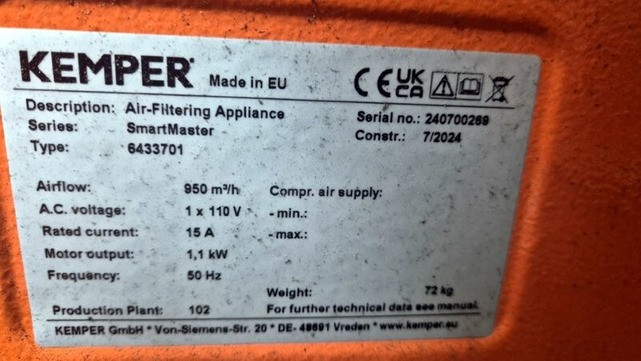 KEMPER Made in EU CE UK CA
Description: Air-Filtering Appliance
Series: SmartMaster
Type: 6433701
Serial no.: 240700269
Constr.: 7/2024
Airflow: 950 m³/h
A.C. voltage: 1 x 110 V
Rated current: 15 A
Motor output: 1,1 kW
Frequency: 50 Hz
Compr. air supply:
- min.:
- max.:
Weight: 72 kg
Production Plant: 102
For further technical data see manual.
KEMPER GmbH * Von-Siemens-Str. 20 * DE- 48691 Vreden * www.kemper.eu